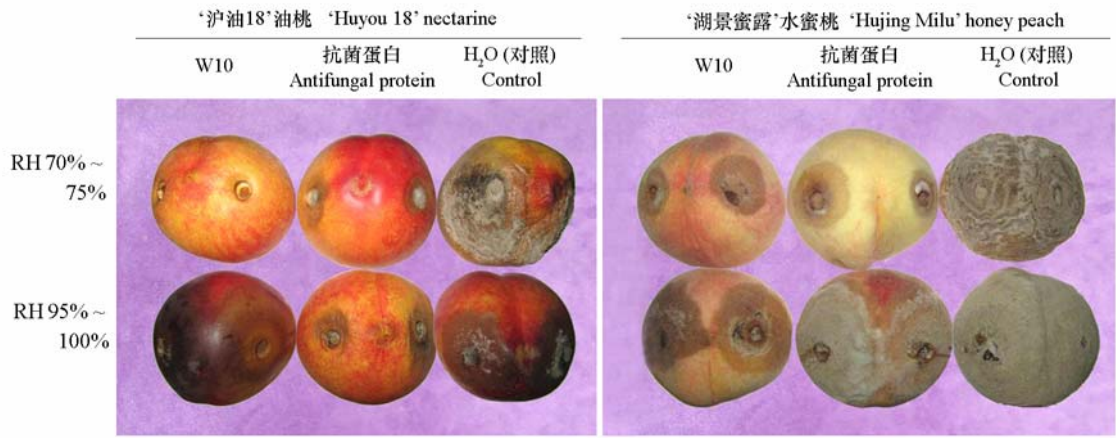 ‘沪油18’油桃 ‘Huyou 18’ nectarine
W10
抗菌蛋白
Antifungal protein
H₂O (对照)
Control
‘湖景蜜露’水蜜桃 ‘Hujing Milu’ honey peach
W10
抗菌蛋白
Antifungal protein
H₂O (对照)
Control
RH 70% ~
75%
RH 95% ~
100%